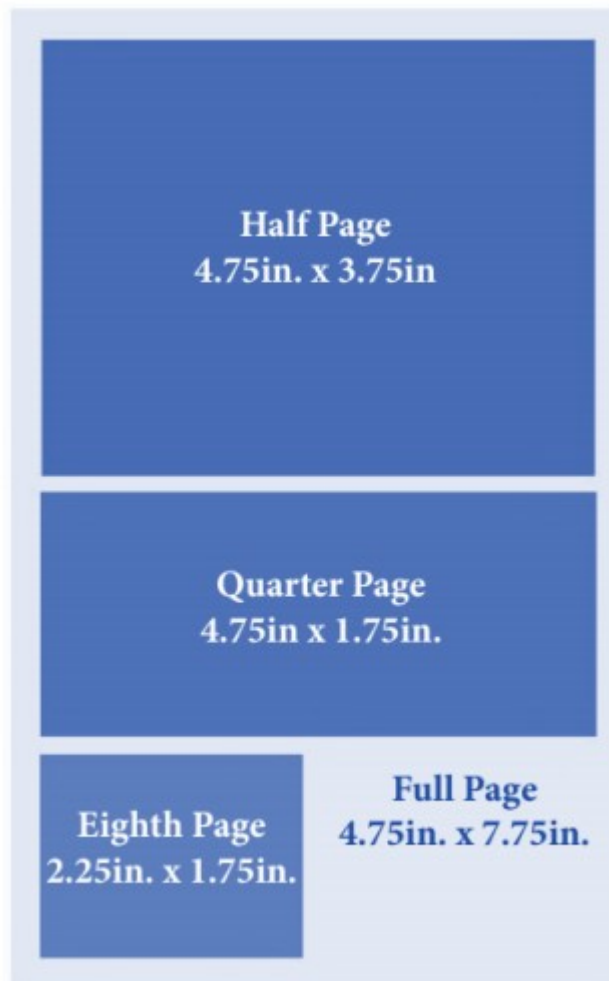 Half Page
4.75in. x 3.75in
Quarter Page
4.75in x 1.75in.
Eighth Page
2.25in. x 1.75in.
Full Page
4.75in. x 7.75in.